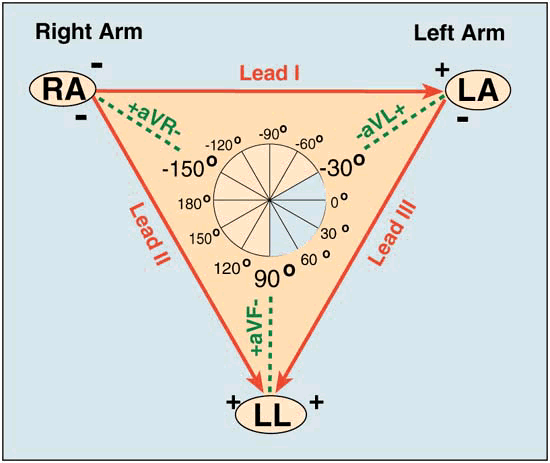 Right Arm
Left Arm
-
+
RA
Lead I
LA
-
-
+aVR-
-aVL+
-90°
-120°
-60°
-150°
-30°
180°
0°
150°
30°
120°
60°
90°
Lead II
Lead III
+aVF-
+
LL
+